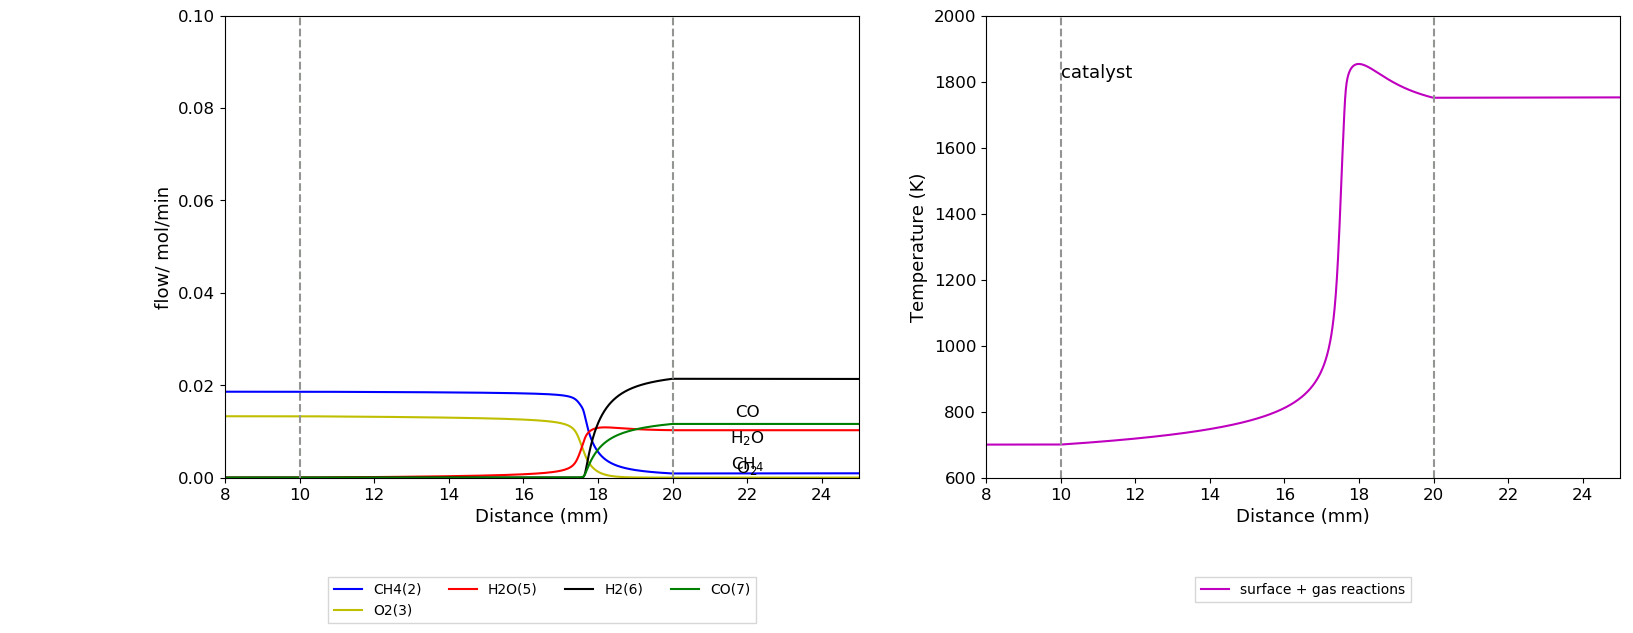 0.10
0.08
0.06
0.04
0.02
0.00
flow/ mol/min
8 10 12 14 16 18 20 22 24
Distance (mm)
CO
H₂O
CH₄
O₂
CH4(2) H2O(5) H2(6) CO(7)
O2(3)
2000
1800
1600
1400
1200
1000
800
600
Temperature (K)
catalyst
8 10 12 14 16 18 20 22 24
Distance (mm)
surface + gas reactions